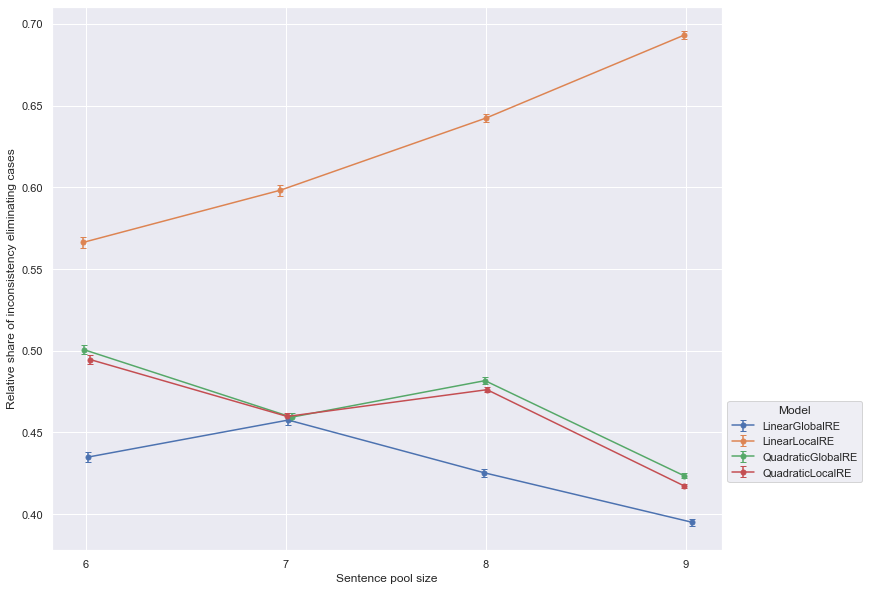 0.70
0.65
0.60
0.55
0.50
0.45
0.40
Relative share of inconsistency eliminating cases
6 7 8 9
Sentence pool size
Model
LinearGlobalRE
LinearLocalRE
QuadraticGlobalRE
QuadraticLocalRE